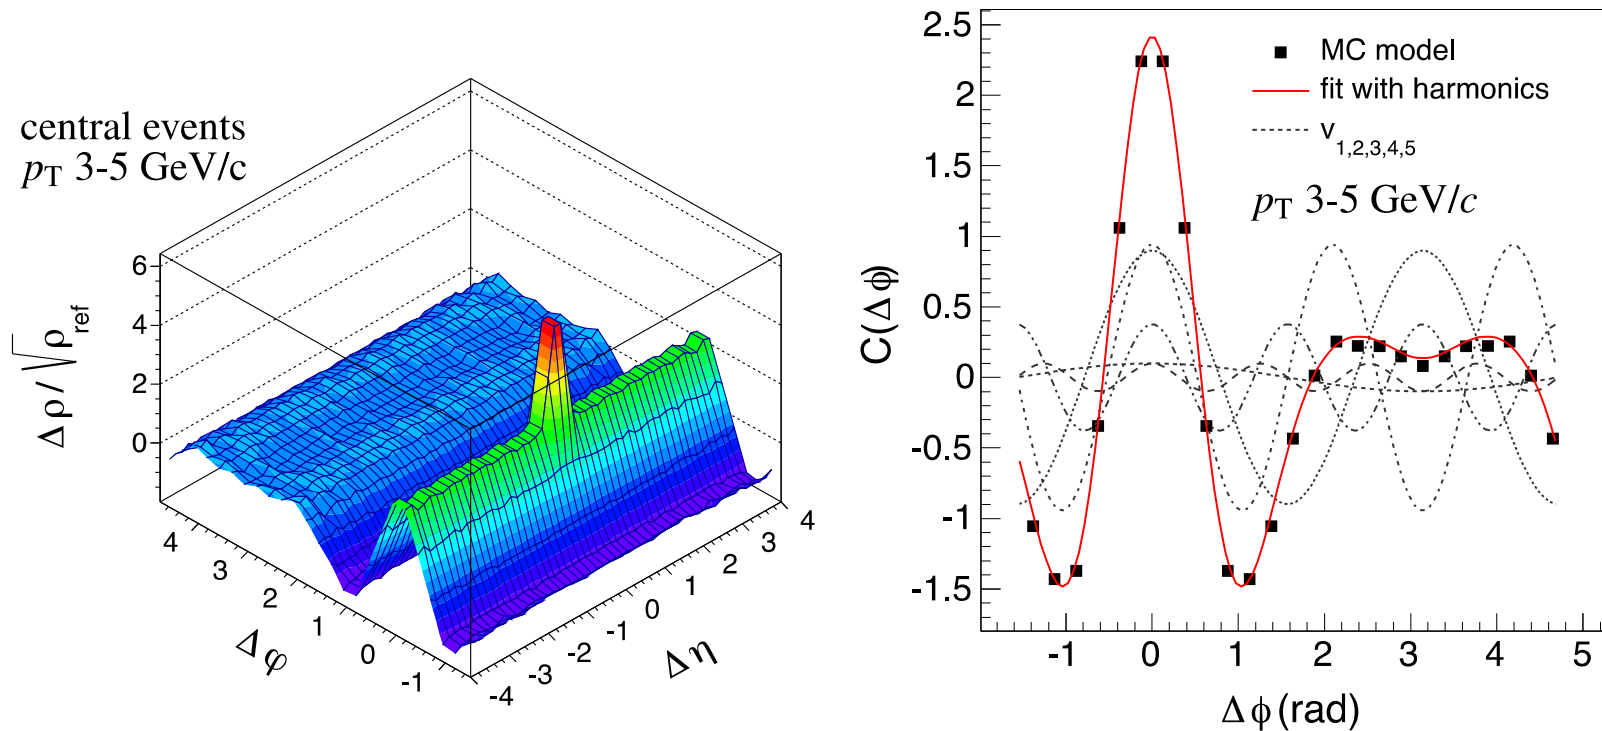 central events
pT 3-5 GeV/c
Δρ/√ρref
6
4
2
0
4
3
2
1
0
-1
Δφ
-4
-3
-2
-1
0
1
2
3
4
Δη
2.5
2
1.5
1
0.5
0
-0.5
-1
-1.5
C(Δϕ)
MC model
fit with harmonics
v1,2,3,4,5
pT 3-5 GeV/c
-1 0 1 2 3 4 5
Δϕ(rad)